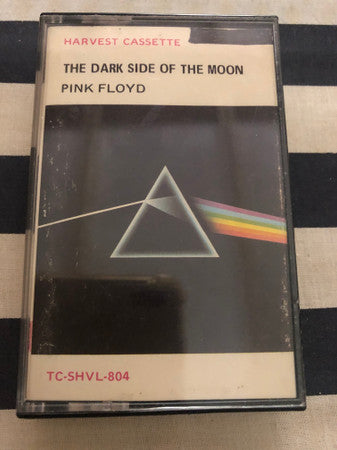 HARVEST CASSETTE
THE DARK SIDE OF THE MOON
PINK FLOYD
TC-SHVL-804